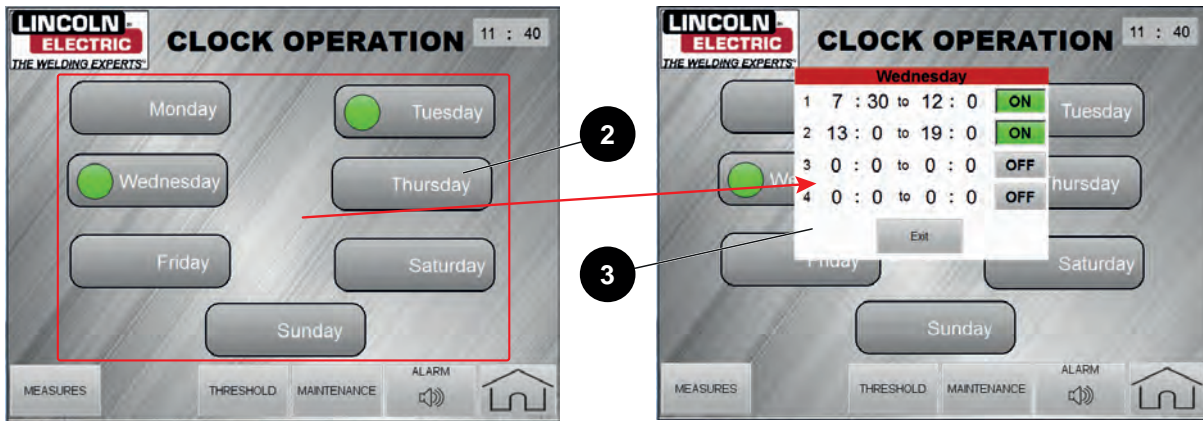 LINCOLN
ELECTRIC
THE WELDING EXPERTS®
CLOCK OPERATION
11 : 40
Monday
Tuesday
Wednesday
Thursday
Friday
Saturday
Sunday
MEASURES
THRESHOLD
MAINTENANCE
ALARM
2
3
LINCOLN
ELECTRIC
THE WELDING EXPERTS®
CLOCK OPERATION
11 : 40
Wednesday
1 7 : 30 to 12 : 0 ON
2 13 : 0 to 19 : 0 ON
3 0 : 0 to 0 : 0 OFF
4 0 : 0 to 0 : 0 OFF
Exit
Tuesday
We
Thursday
Friday
Saturday
Sunday
MEASURES
THRESHOLD
MAINTENANCE
ALARM